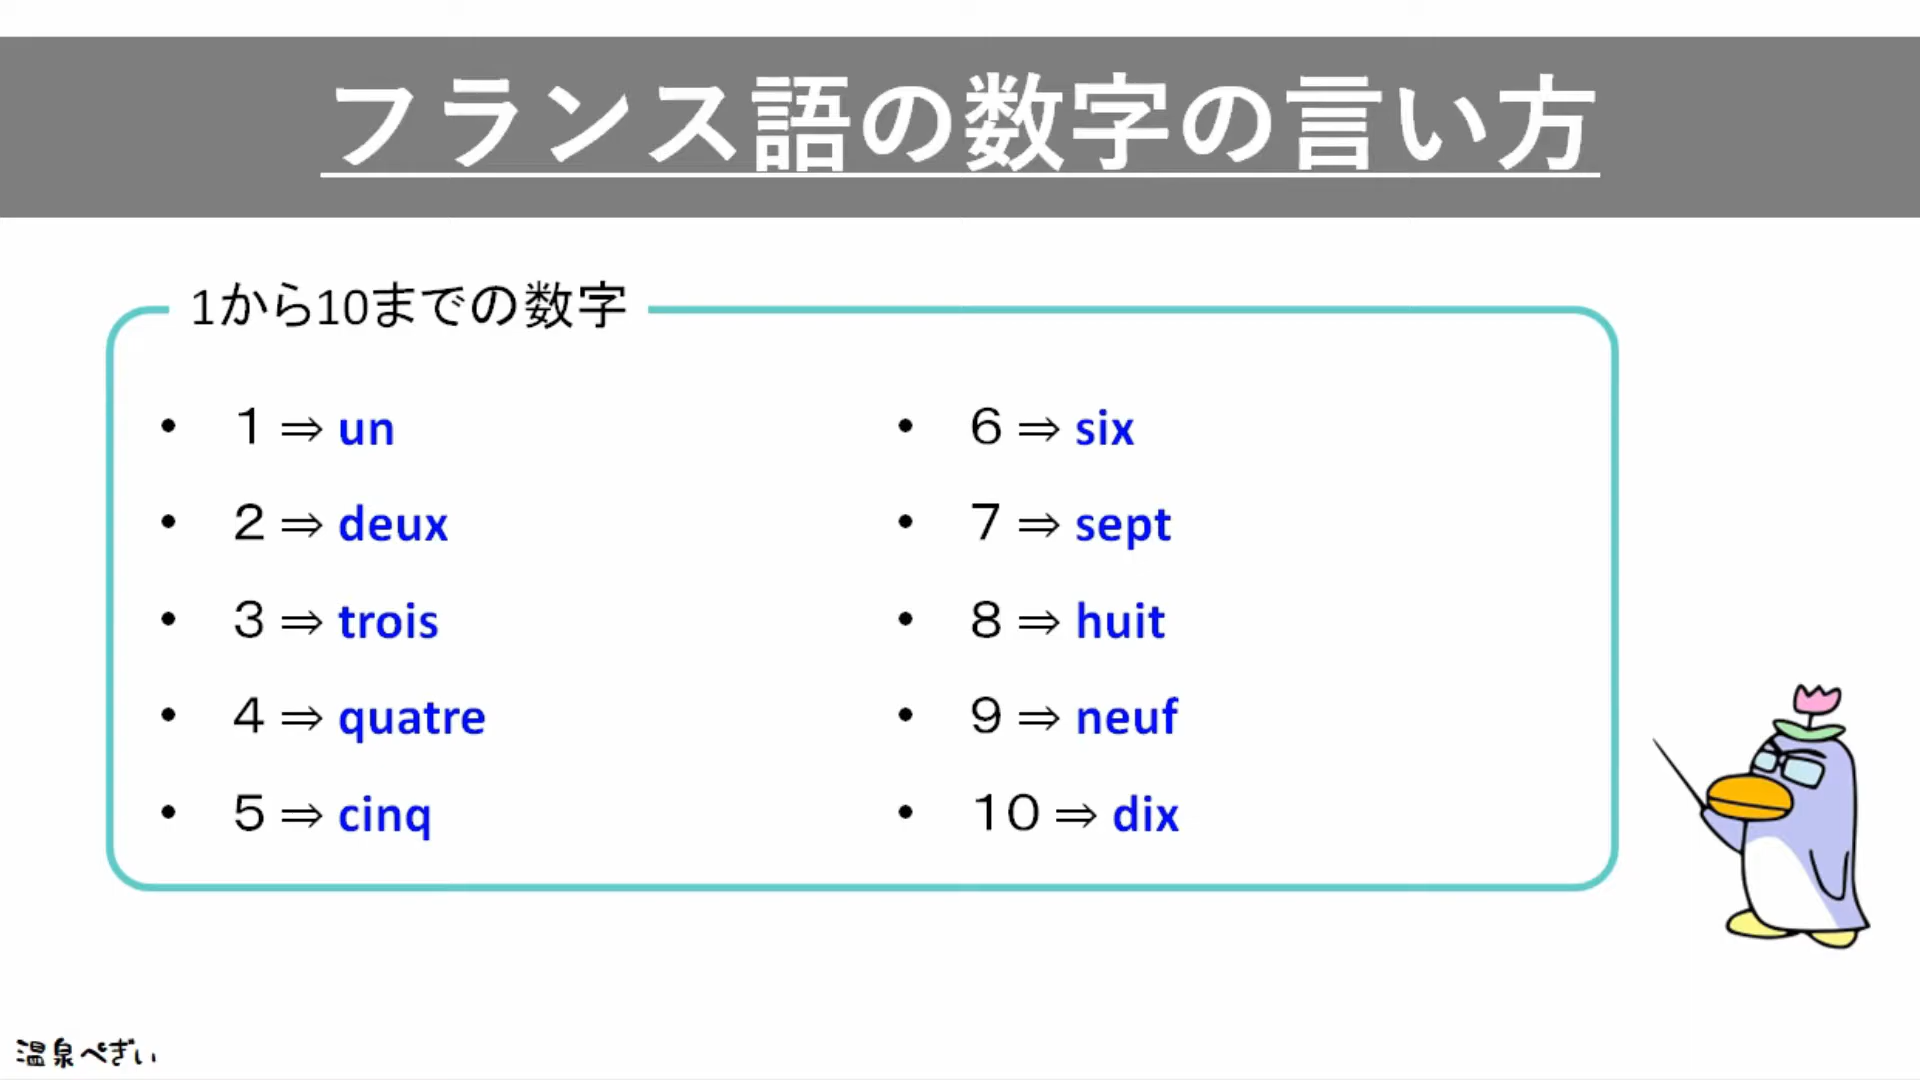 フランス語の数字の言い方
1から10までの数字
• 1 ⇒ un
• 2 ⇒ deux
• 3 ⇒ trois
• 4 ⇒ quatre
• 5 ⇒ cinq
• 6 ⇒ six
• 7 ⇒ sept
• 8 ⇒ huit
• 9 ⇒ neuf
• 10 ⇒ dix
温泉ぺぎぃ